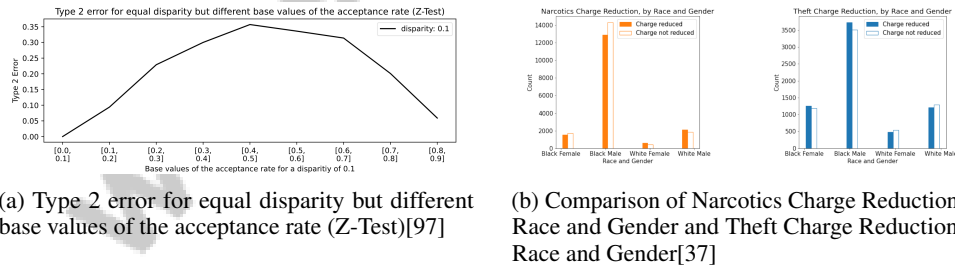 Type 2 error for equal disparity but different base values of the acceptance rate (Z-Test)
disparity: 0.1
Type 2 Error
0.35
0.30
0.25
0.20
0.15
0.10
0.05
0.00
[0.0, 0.1]
[0.1, 0.2]
[0.2, 0.3]
[0.3, 0.4]
[0.4, 0.5]
[0.5, 0.6]
[0.6, 0.7]
[0.7, 0.8]
[0.8, 0.9]
Base values of the acceptance rate for a disparitiy of 0.1
Narcotics Charge Reduction, by Race and Gender
Charge reduced
Charge not reduced
Count
14000
12000
10000
8000
6000
4000
2000
0
Black Female
Black Male
White Female
White Male
Race and Gender
Theft Charge Reduction, by Race and Gender
Charge reduced
Charge not reduced
Count
3500
3000
2500
2000
1500
1000
500
0
Black Female
Black Male
White Female
White Male
Race and Gender
(a) Type 2 error for equal disparity but different
base values of the acceptance rate (Z-Test)[97]
(b) Comparison of Narcotics Charge Reduction
Race and Gender and Theft Charge Reduction
Race and Gender[37]